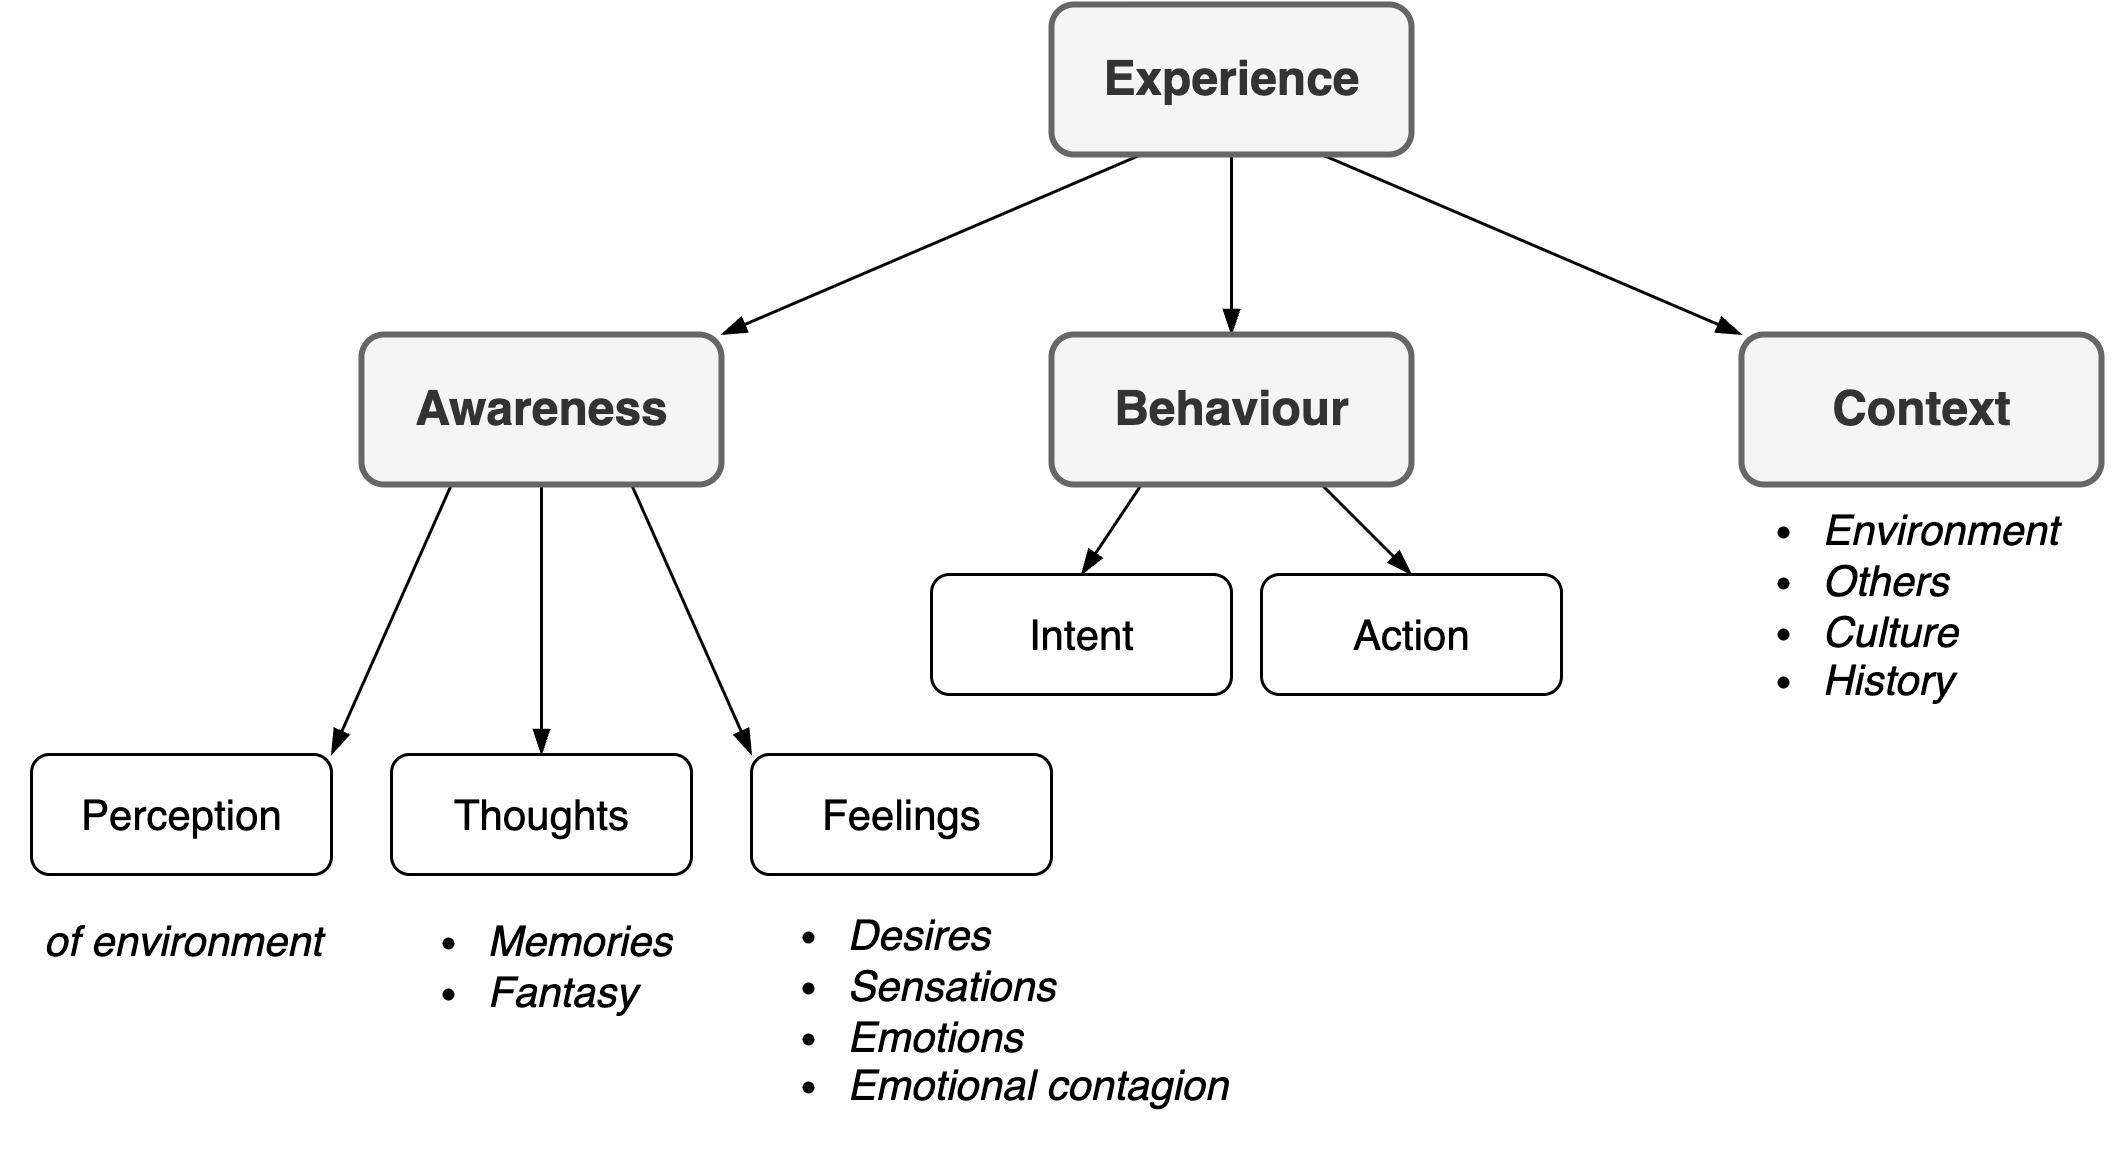 Experience
Awareness
Behaviour
Context
• Environment
• Others
• Culture
• History
Intent
Action
Perception
Thoughts
Feelings
of environment
• Memories
• Fantasy
• Desires
• Sensations
• Emotions
• Emotional contagion